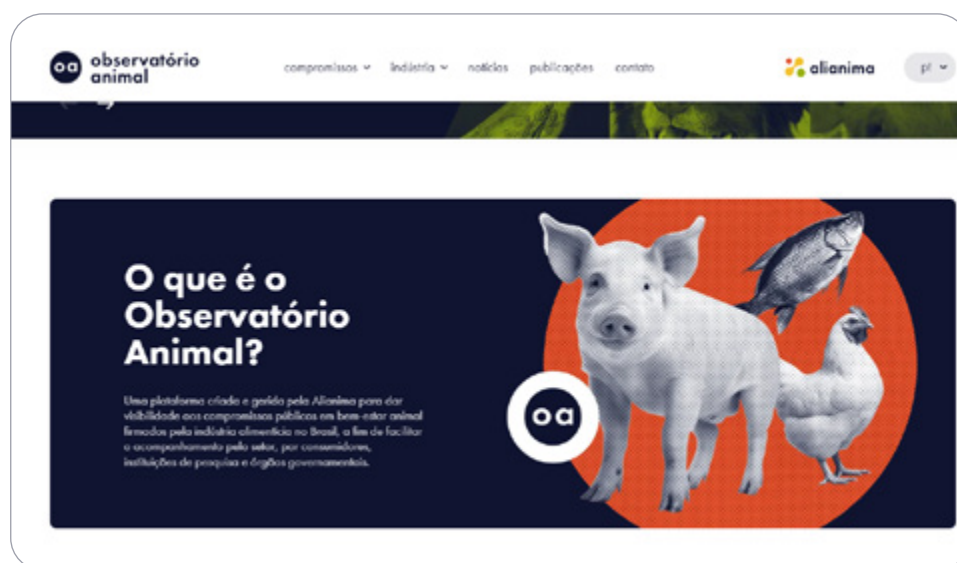 oa observatório
animal
compromissos indústria notícias publicações contato
alianima
pt
O que é o
Observatório
Animal?
Uma plataforma criada e gerida pela Alianima para dar
visibilidade aos compromissos públicos em bem-estar animal
firmados pela indústria alimentícia no Brasil, a fim de facilitar
o acompanhamento pelo setor, por consumidores,
instituições de pesquisa e órgãos governamentais.
oa